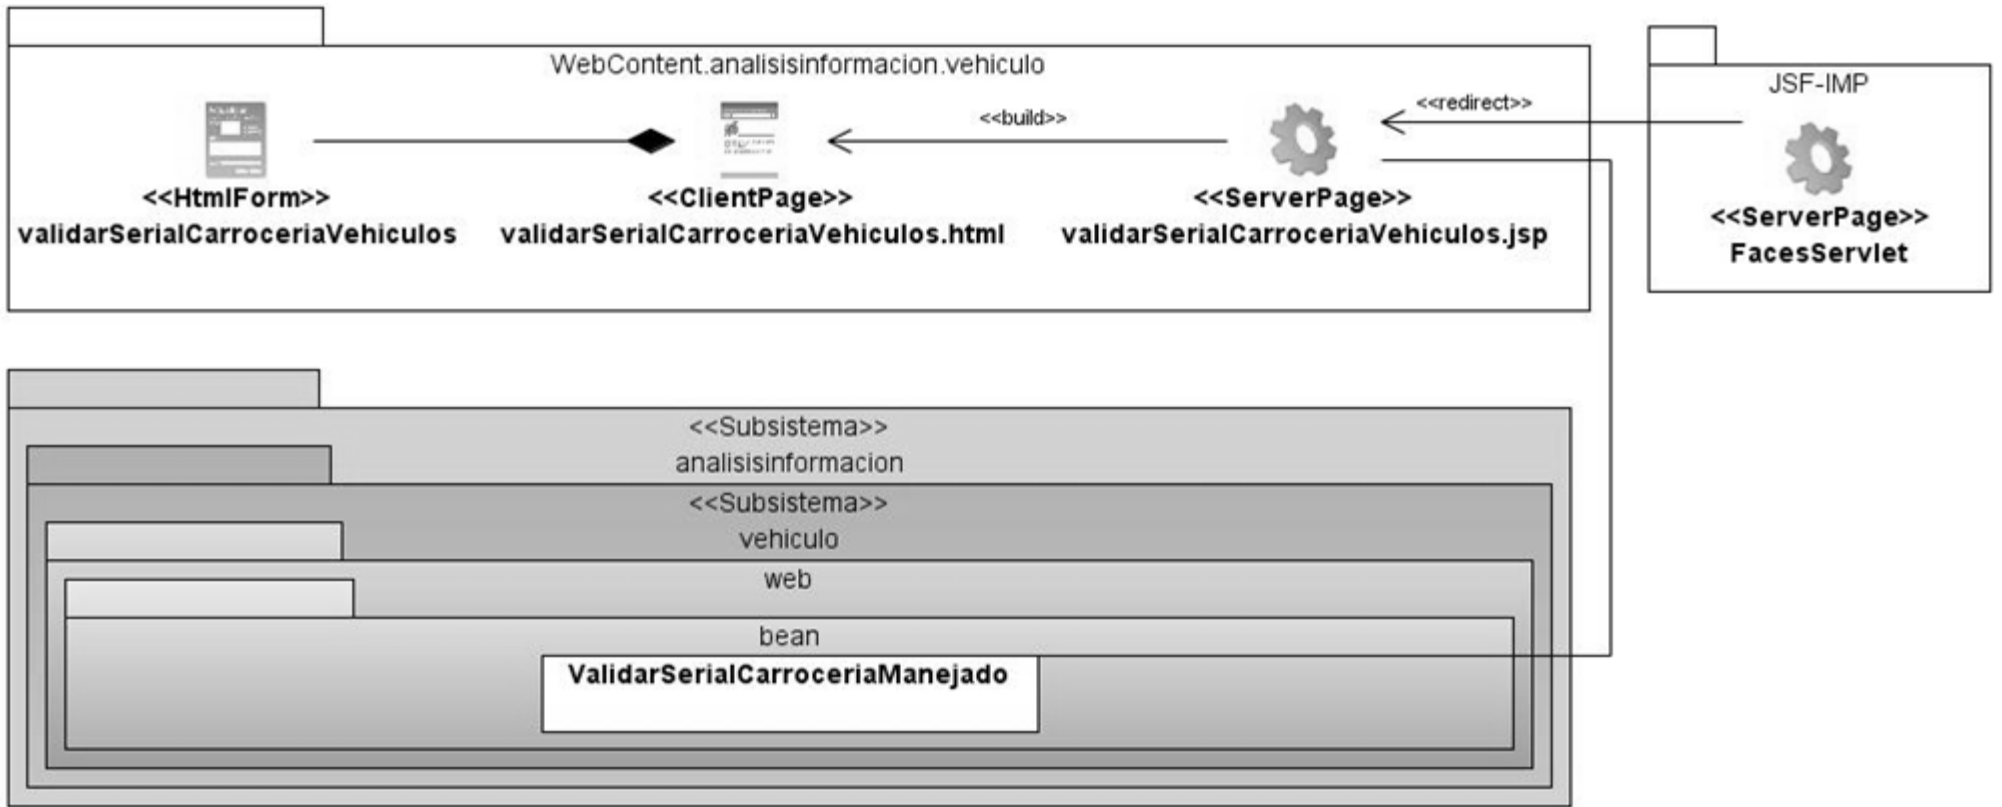 WebContent.analisisinformacion.vehiculo
<<HtmlForm>>
validarSerialCarroceriaVehiculos
<<ClientPage>>
validarSerialCarroceriaVehiculos.html
<<build>>
<<ServerPage>>
validarSerialCarroceriaVehiculos.jsp
<<redirect>>
JSF-IMP
<<ServerPage>>
FacesServlet
<<Subsistema>>
analisisinformacion
<<Subsistema>>
vehiculo
web
bean
ValidarSerialCarroceriaManejado